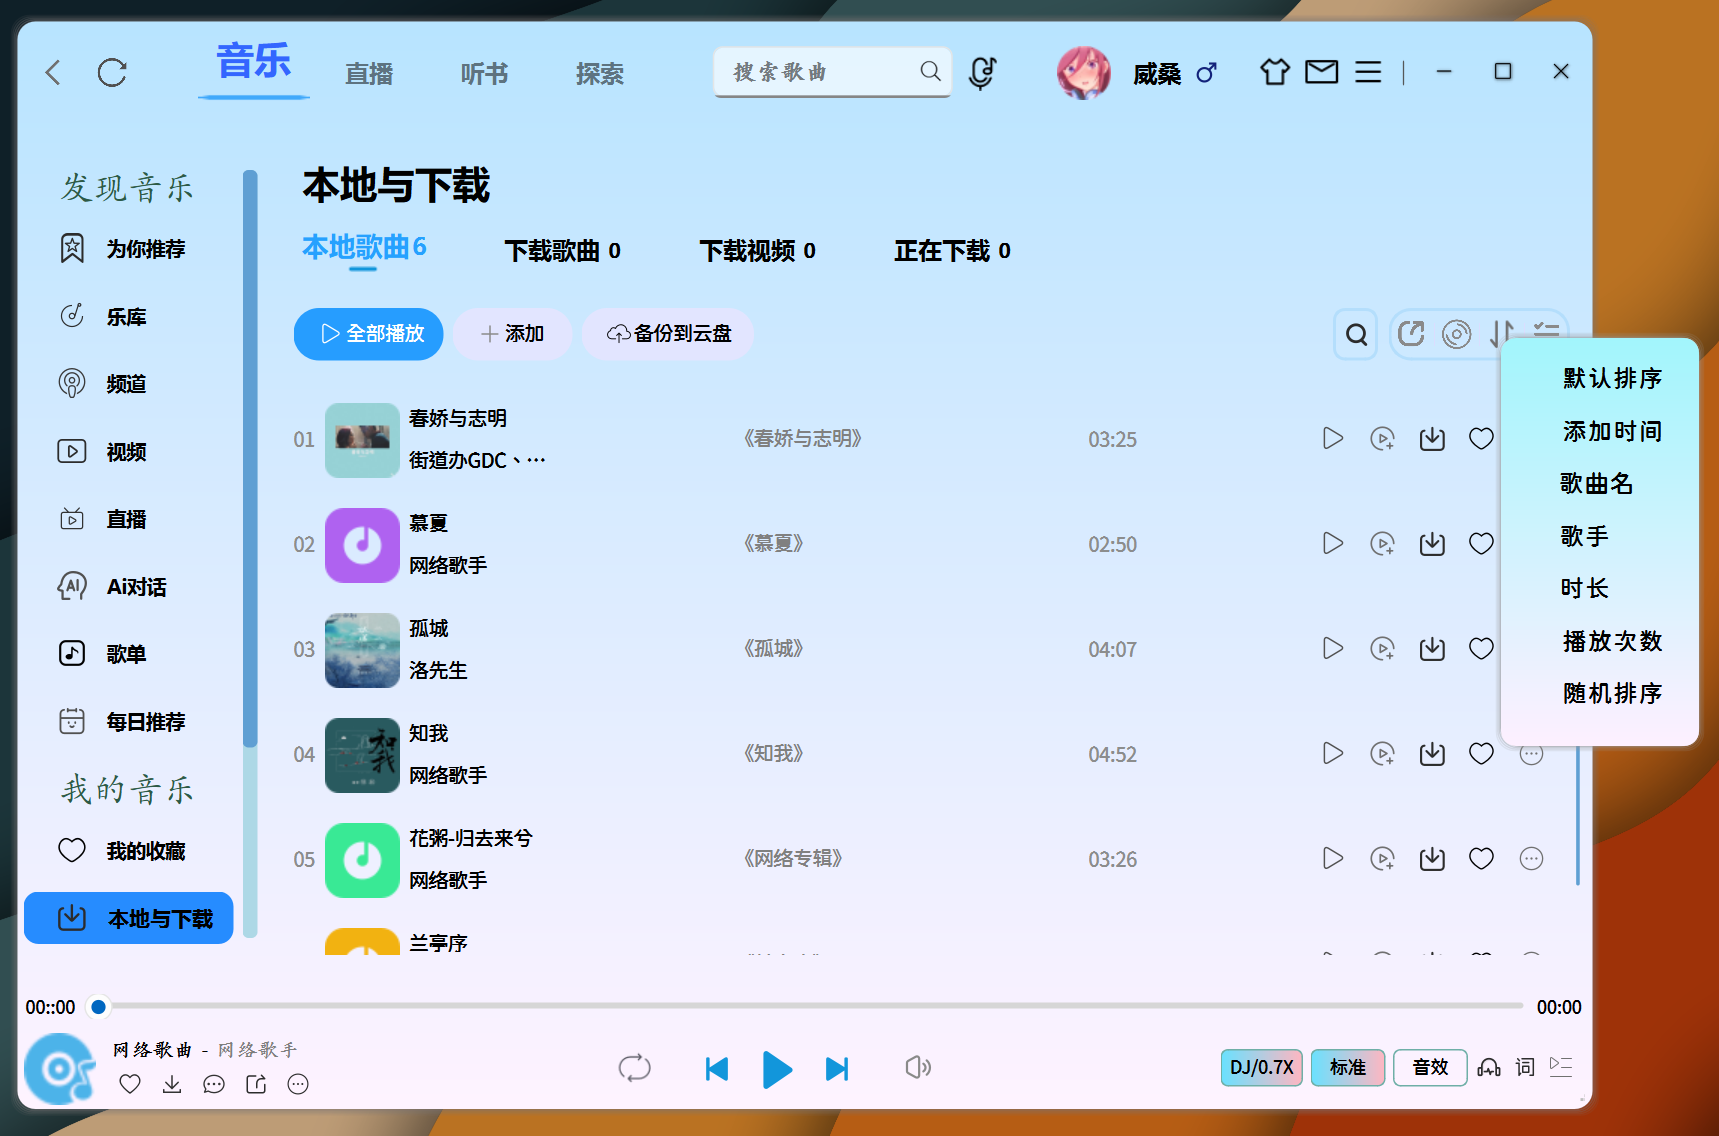 音乐
直播
听书
探索
搜索歌曲
威桑
发现音乐
为你推荐
乐库
频道
视频
直播
Ai对话
歌单
每日推荐
我的音乐
我的收藏
本地与下载
本地与下载
本地歌曲6
下载歌曲 0
下载视频 0
正在下载 0
全部播放
添加
备份到云盘
01
春娇与志明
街道办GDC、…
《春娇与志明》
03:25
02
慕夏
网络歌手
《慕夏》
02:50
03
孤城
洛先生
《孤城》
04:07
04
知我
知我
网络歌手
《知我》
04:52
05
花粥-归去来兮
网络歌手
《网络专辑》
03:26
兰亭序
默认排序
添加时间
歌曲名
歌手
时长
播放次数
随机排序
00::00
00:00
网络歌曲 - 网络歌手
DJ/0.7X
标准
音效
词